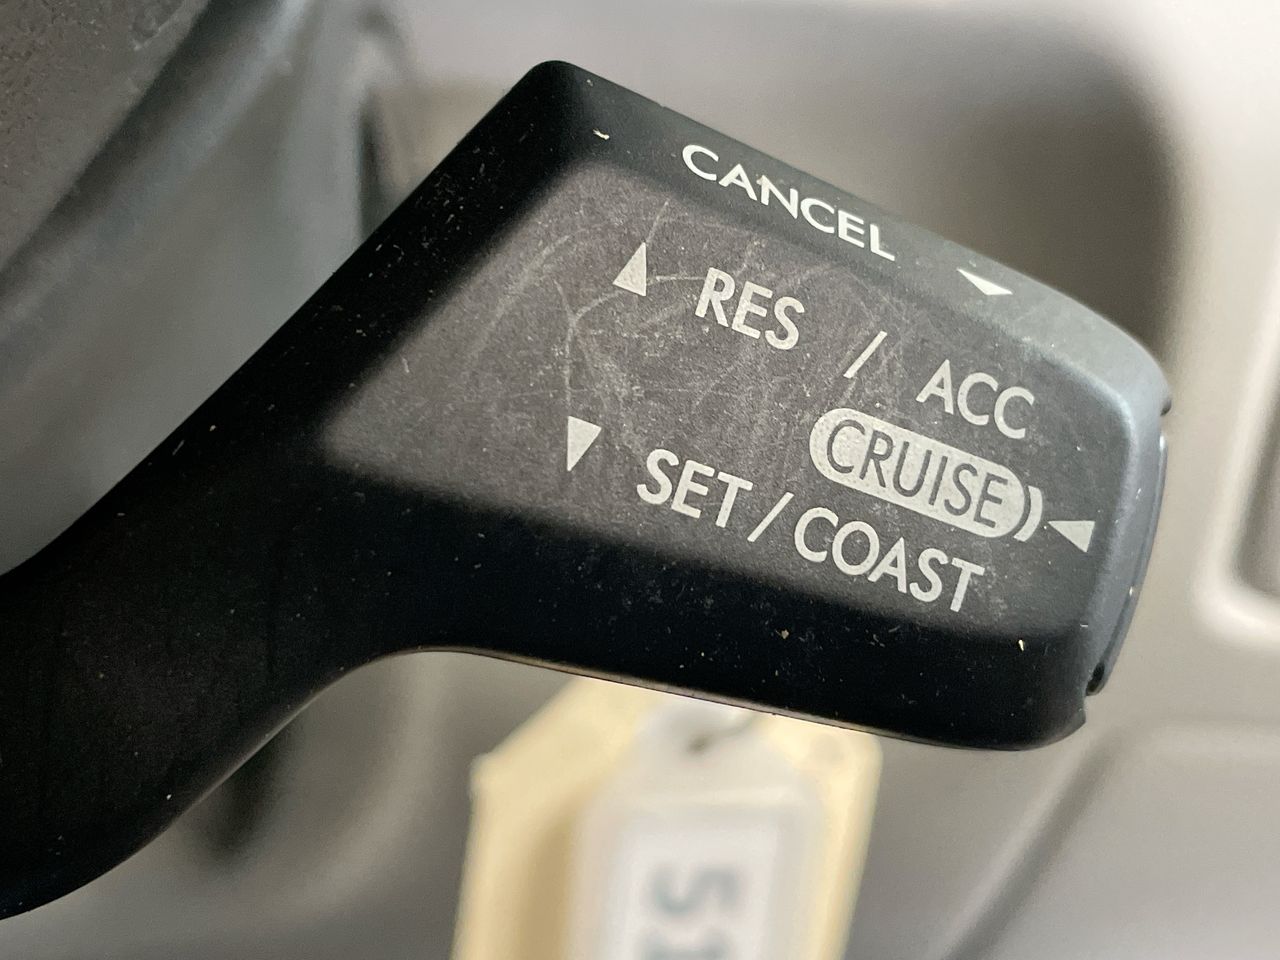 CANCEL
RES / ACC
CRUISE
SET / COAST